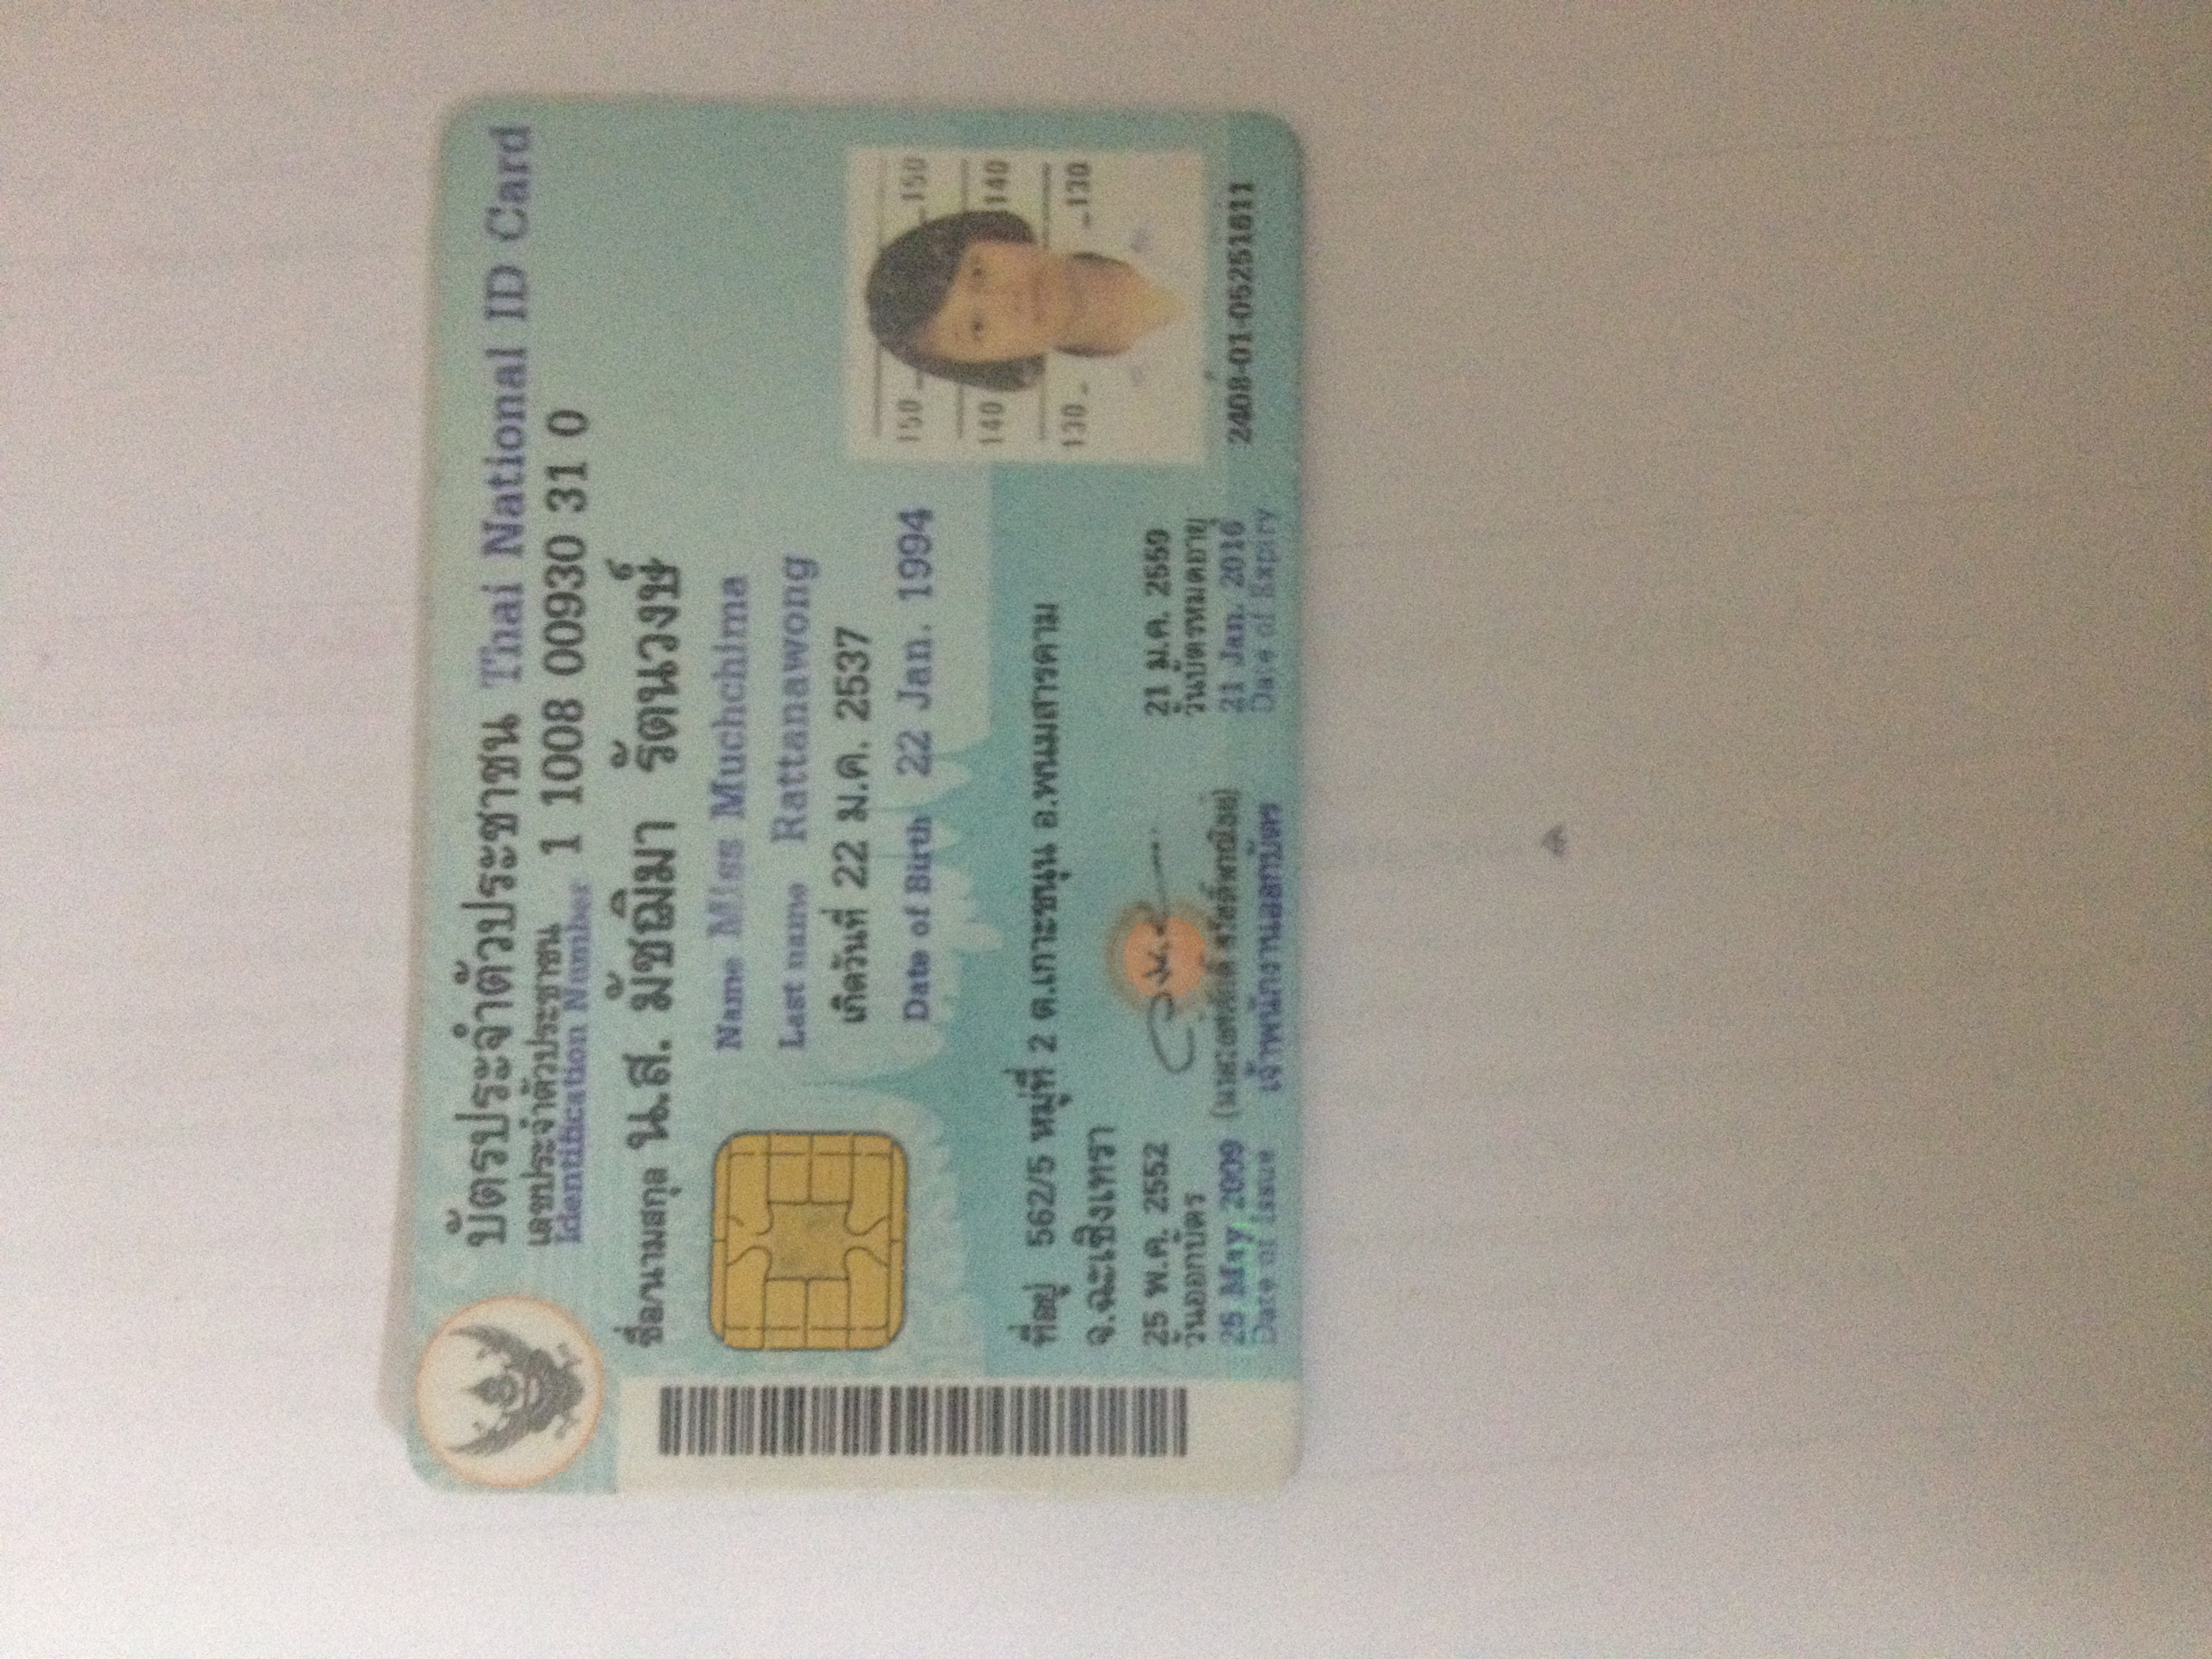 บัตรประจำตัวประชาชน Thai National ID Card
เลขประจำตัวประชาชน
Identification Number 1 1008 00930 31 0
ชื่อ/นามสกุล น.ส. มัชฌิมา รัตนวงษ์
Name Miss Muchchima
Last name Rattanawong
เกิดวันที่ 22 ม.ค. 2537
Date of Birth 22 Jan. 1994
150 150
140 140
130 130
ที่อยู่ 562/5 หมู่ที่ 2 ต.เกาะขนุน อ.พนมสารคาม
จ.ฉะเชิงเทรา
25 พ.ค. 2552
วันออกบัตร
25 May 2009
Date of Issue
เจ้าพนักงานออกบัตร
21 ม.ค. 2559
วันบัตรหมดอายุ
21 Jan. 2016
Date of Expiry
2408-01-05251611